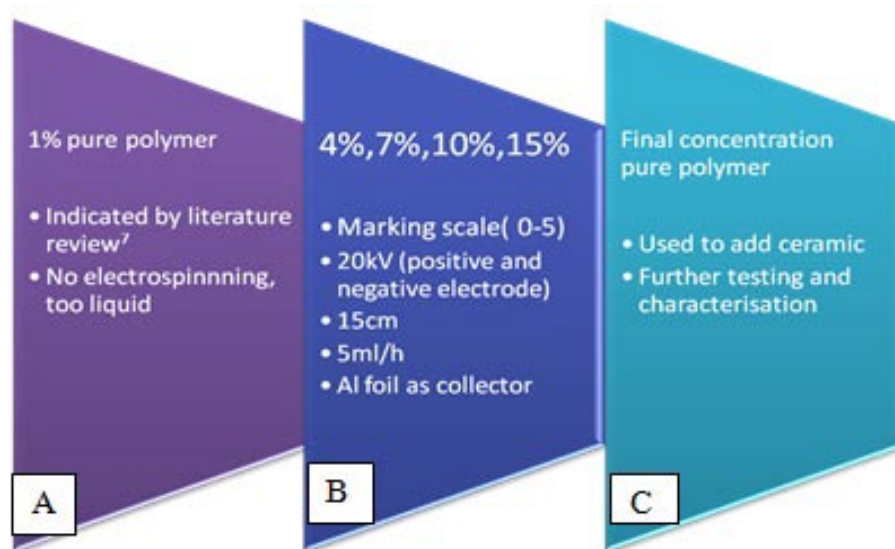 1% pure polymer
• Indicated by literature
review⁷
• No electrospinnning,
too liquid
A
4%,7%,10%,15%
• Marking scale( 0-5)
• 20kV (positive and
negative electrode)
• 15cm
• 5ml/h
• Al foil as collector
B
Final concentration
pure polymer
• Used to add ceramic
• Further testing and
characterisation
C